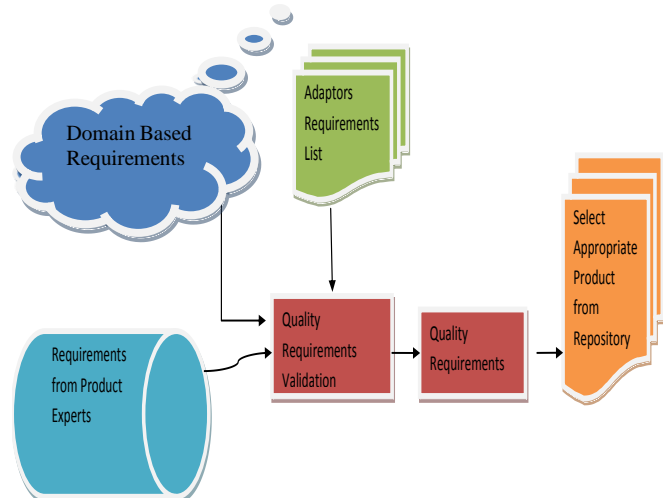 Domain Based
Requirements
Adaptors
Requirements
List
Select
Appropriate
Product
from
Repository
Quality
Requirements
Validation
Quality
Requirements
Requirements
from Product
Experts